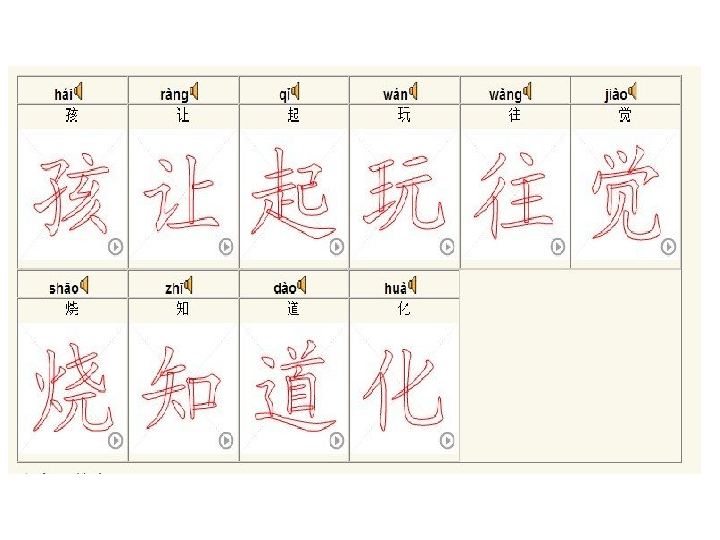 hái ràng qǐ wán wàng jiào
孩 让 起 玩 往 觉
孩 让 起 玩 往 觉
shāo zhī dào huà
烧 知 道 化
烧 知 道 化